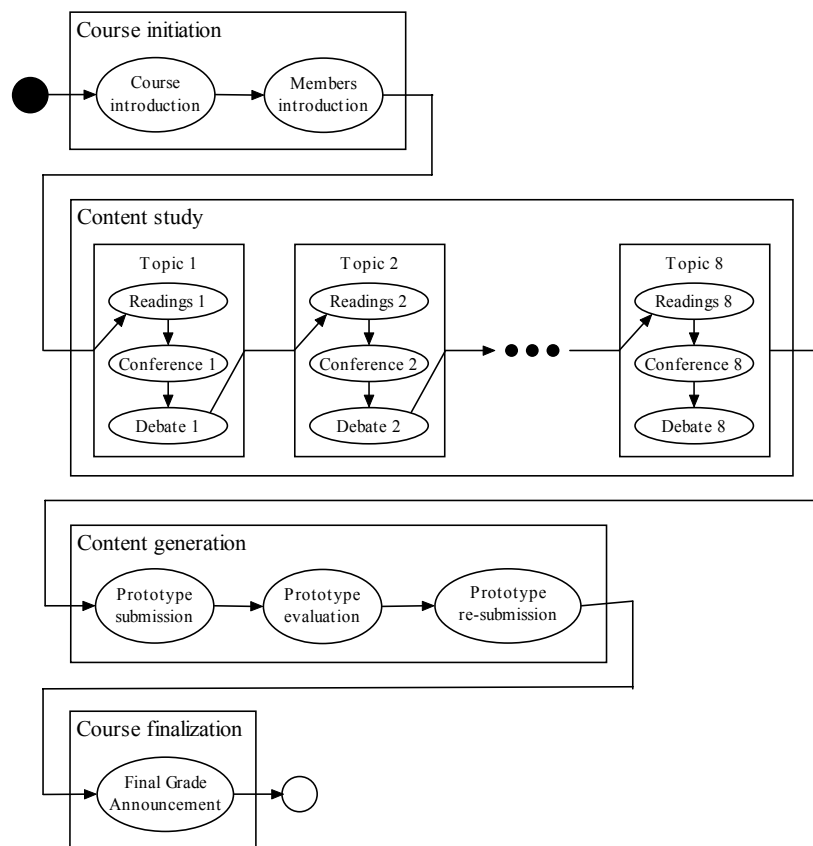 Course initiation
Course
introduction
Members
introduction
Content study
Topic 1
Readings 1
Conference 1
Debate 1
Topic 2
Readings 2
Conference 2
Debate 2
Topic 8
Readings 8
Conference 8
Debate 8
Content generation
Prototype
submission
Prototype
evaluation
Prototype
re-submission
Course finalization
Final Grade
Announcement